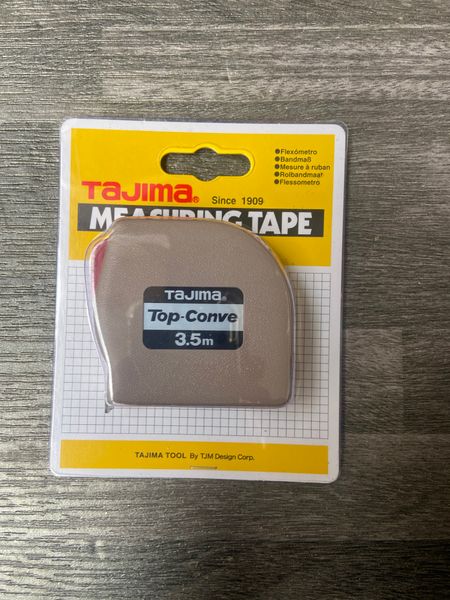 ●Flexómetro
●Bandmaß
●Mesure à ruban
●Rolbandmaat
●Flessometro
TaJIma®
Since 1909
MEASURING TAPE
TaJIma®
Top-Conve
3.5m
TAJIMA TOOL By TJM Design Corp.